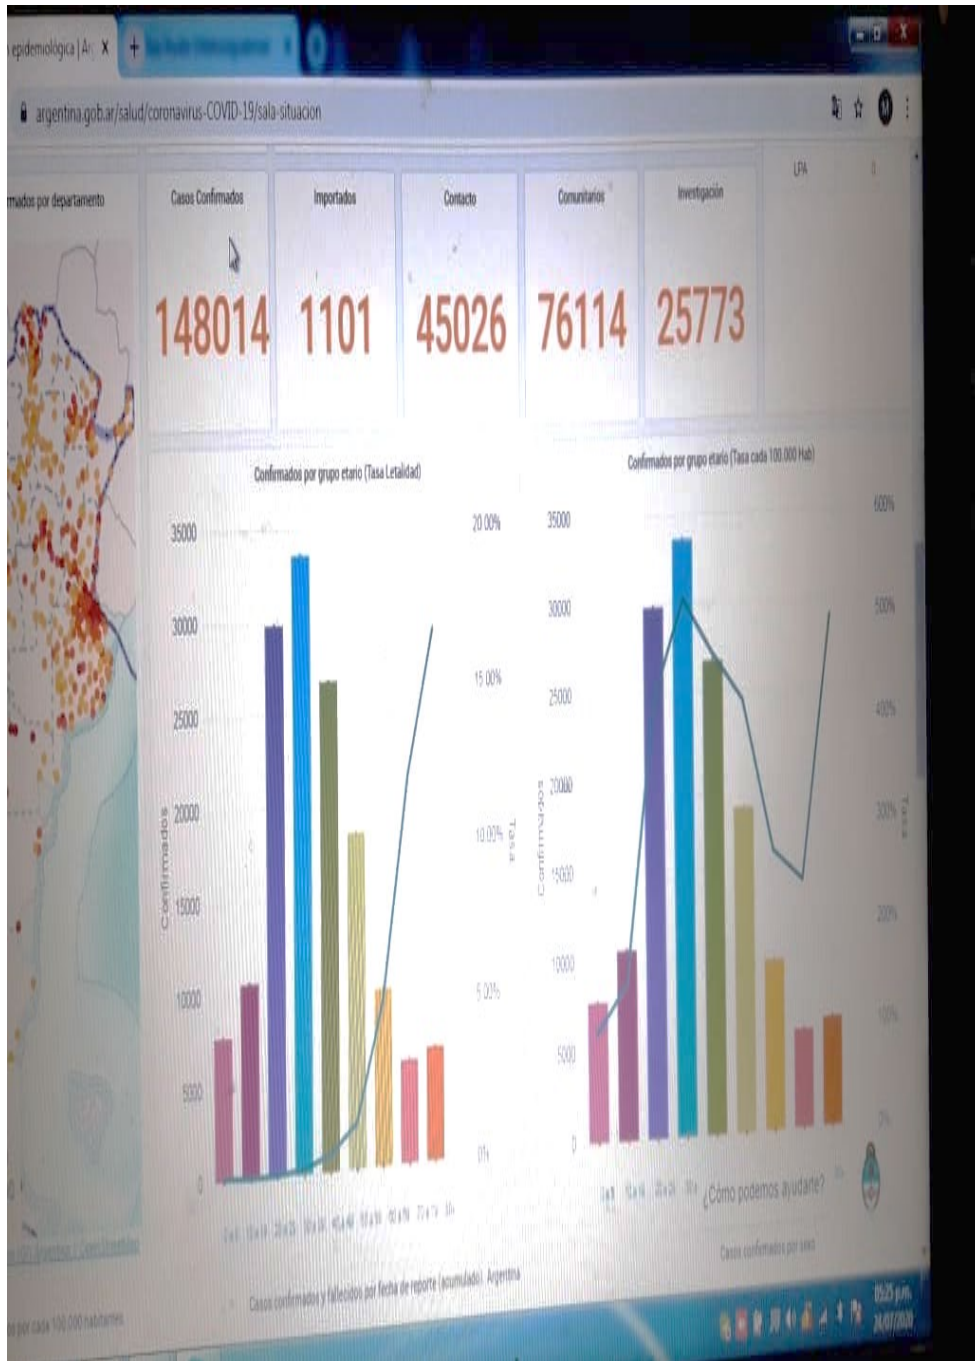 epidemiológica | Ar X +
argentina.gob.ar/salud/coronavirus-COVID-19/sala-situacion
M
LPA 0
rmados por departamento
Casos Confirmados
148014
Importados
1101
Contacto
45026
Comunitarios
76114
Investigación
25773
Confirmados por grupo etario (Tasa Letalidad)
35000
30000
25000
20000
15000
10000
5000
0
Confirmados
20.00%
15.00%
10.00%
5.00%
0%
Tasa
Confirmados por grupo etario (Tasa cada 100.000 Hab)
35000
30000
25000
20000
15000
10000
5000
0
Confirmados
600%
500%
400%
300%
200%
100%
0%
Tasa
¿Cómo podemos ayudarte?
Casos confirmados por sexo
Casos confirmados y fallecidos por fecha de reporte (acumulado). Argentina
por cada 100.000 habitantes
05:25 p.m.
24/07/2020